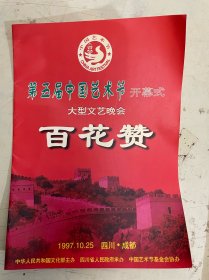 第五届中国艺术节 开幕式
大型文艺晚会
百花赞
1997.10.25 四川·成都
中华人民共和国文化部主办 四川省人民政府承办 中国艺术节基金会协办